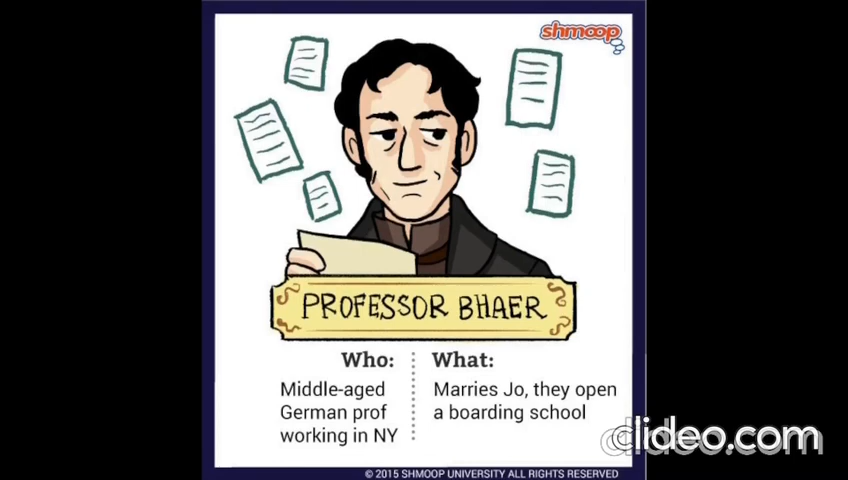 shmoop
PROFESSOR BHAER
Who:
Middle-aged
German prof
working in NY
What:
Marries Jo, they open
a boarding school
clideo.com
© 2015 SHMOOP UNIVERSITY ALL RIGHTS RESERVED